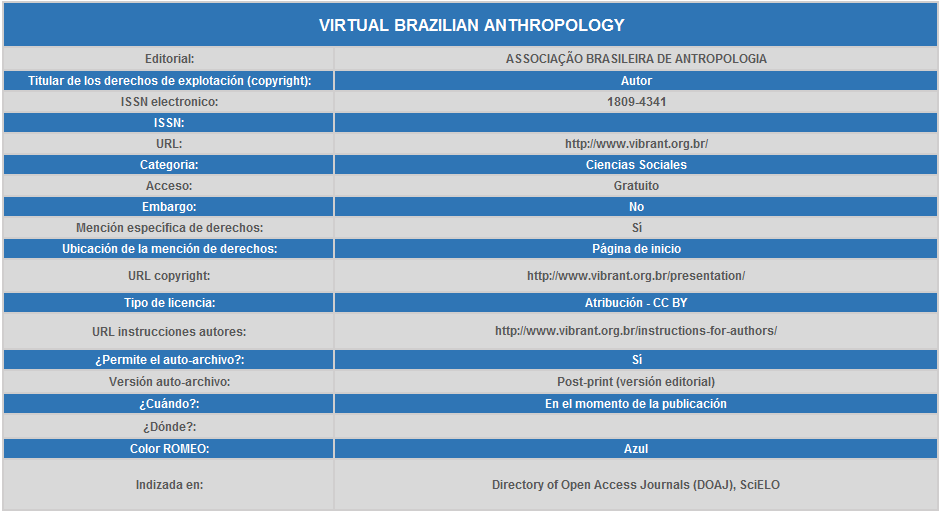 VIRTUAL BRAZILIAN ANTHROPOLOGY
Editorial: ASSOCIAÇÃO BRASILEIRA DE ANTROPOLOGIA
Titular de los derechos de explotación (copyright): Autor
ISSN electronico: 1809-4341
ISSN:
URL: http://www.vibrant.org.br/
Categoria: Ciencias Sociales
Acceso: Gratuito
Embargo: No
Mención específica de derechos: Sí
Ubicación de la mención de derechos: Página de inicio
URL copyright: http://www.vibrant.org.br/presentation/
Tipo de licencia: Atribución - CC BY
URL instrucciones autores: http://www.vibrant.org.br/instructions-for-authors/
¿Permite el auto-archivo?: Sí
Versión auto-archivo: Post-print (versión editorial)
¿Cuándo?: En el momento de la publicación
¿Dónde?:
Color ROMEO: Azul
Indizada en: Directory of Open Access Journals (DOAJ), SciELO